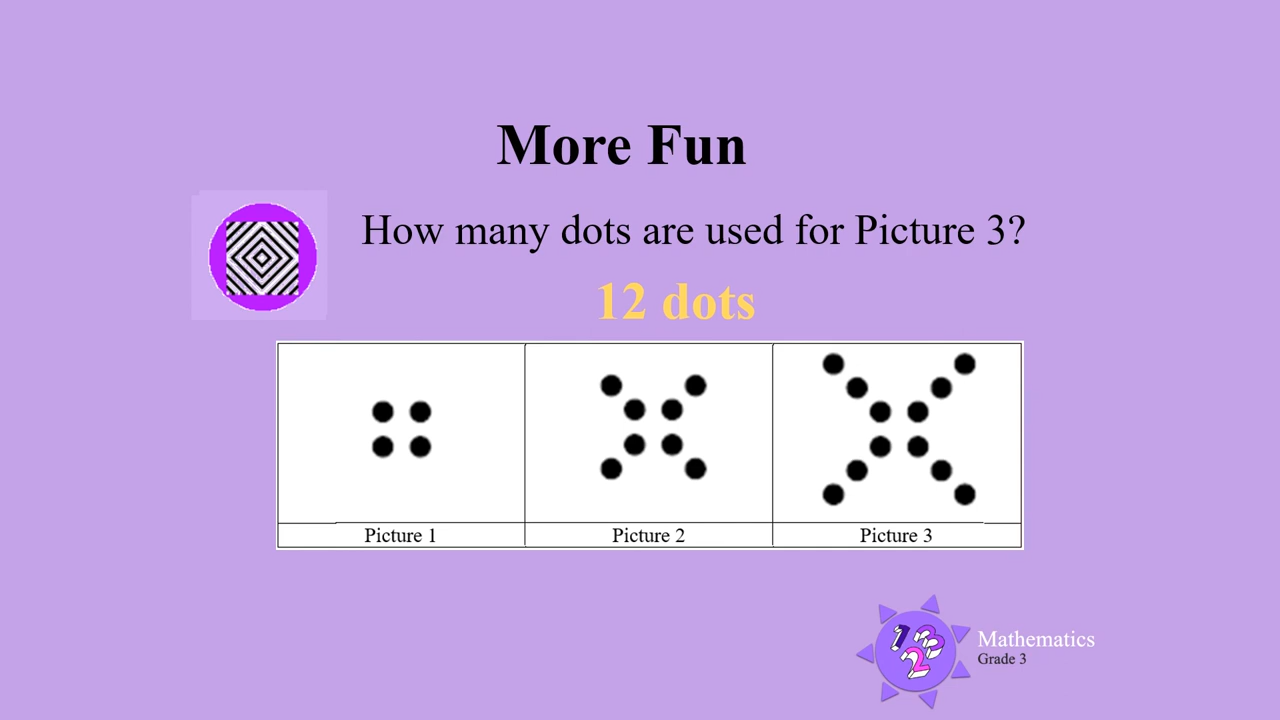 More Fun
How many dots are used for Picture 3?
12 dots
Picture 1
Picture 2
Picture 3
123
Mathematics
Grade 3